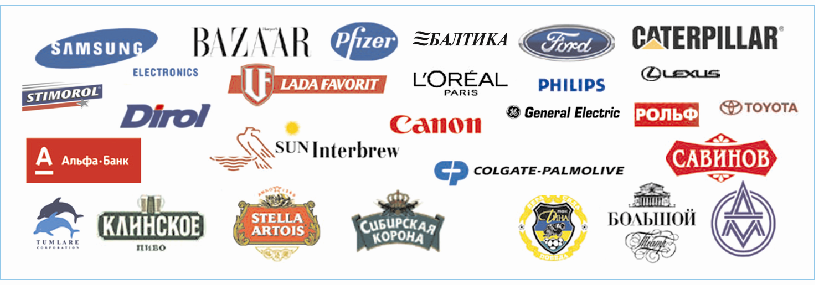 SAMSUNG
ELECTRONICS
BAZAAR
Pfizer
БАЛТИКА
Ford
CATERPILLAR®
STIMOROL
LADA FAVORIT
L'ORÉAL
PARIS
PHILIPS
LEXUS
Dirol
Canon
GE General Electric
РОЛЬФ
TOYOTA
А
Альфа-Банк
SUN Interbrew
COLGATE-PALMOLIVE
САВИНОВ
TUMLARE
CORPORATION
КЛИНСКОЕ
ПИВО
STELLA
ARTOIS
СИБИРСКАЯ
КОРОНА
БОЛЬШОЙ
Театр